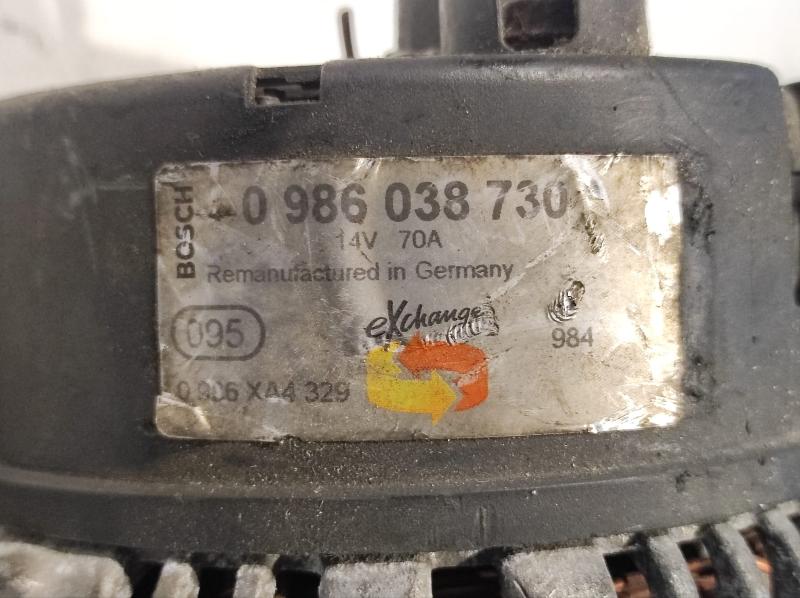 BOSCH
0 986 038 730
14V 70A
Remanufactured in Germany
eXchange
095
984
0 986 XA4 329